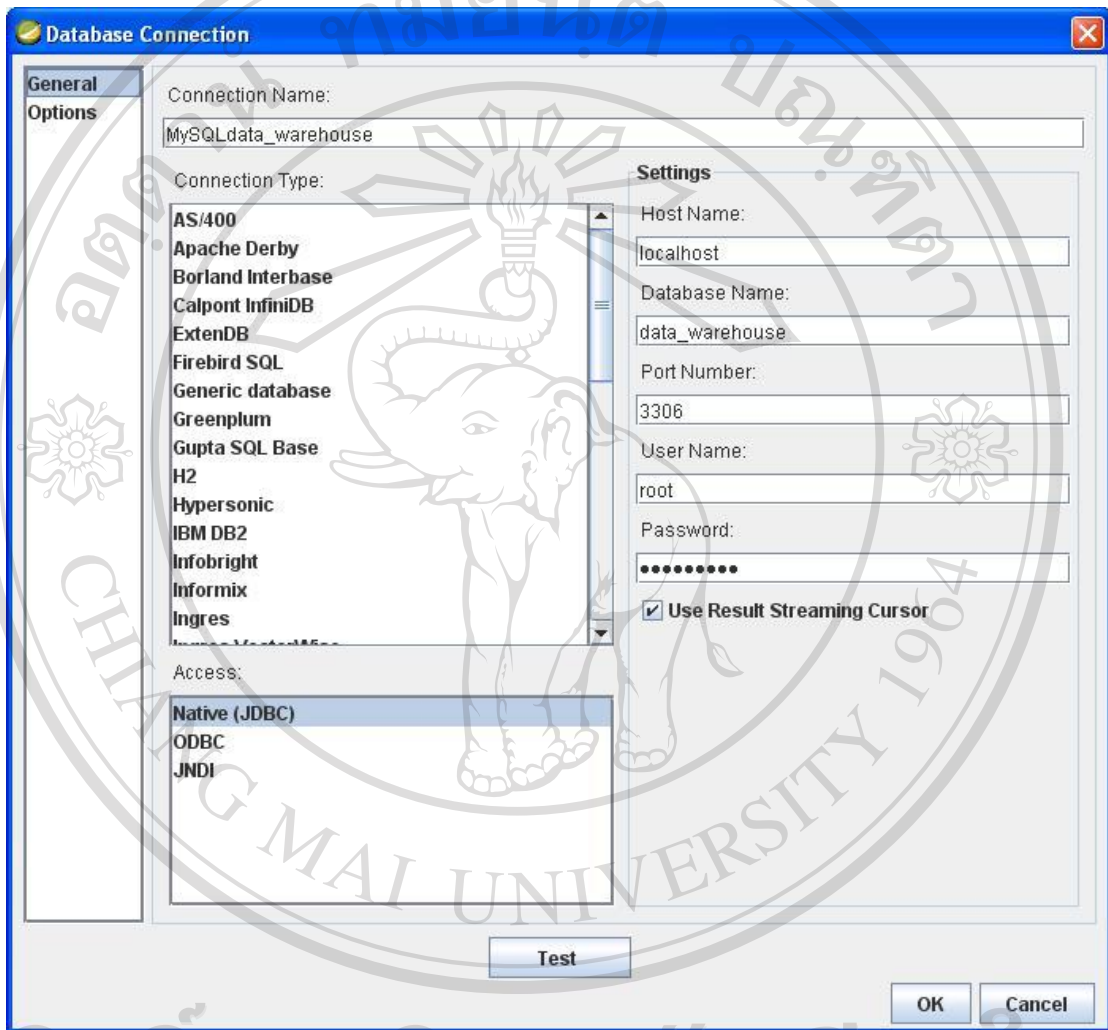 Database Connection
General
Options
Connection Name:
MySQLdata_warehouse
Connection Type:
AS/400
Apache Derby
Borland Interbase
Calpont InfiniDB
ExtenDB
Firebird SQL
Generic database
Greenplum
Gupta SQL Base
H2
Hypersonic
IBM DB2
Infobright
Informix
Ingres
Ingres VectorWise
Access:
Native (JDBC)
ODBC
JNDI
Settings
Host Name:
localhost
Database Name:
data_warehouse
Port Number:
3306
User Name:
root
Password:
●●●●●●●●●
Use Result Streaming Cursor
Test
OK
Cancel
CHIANG MAI UNIVERSITY 1964